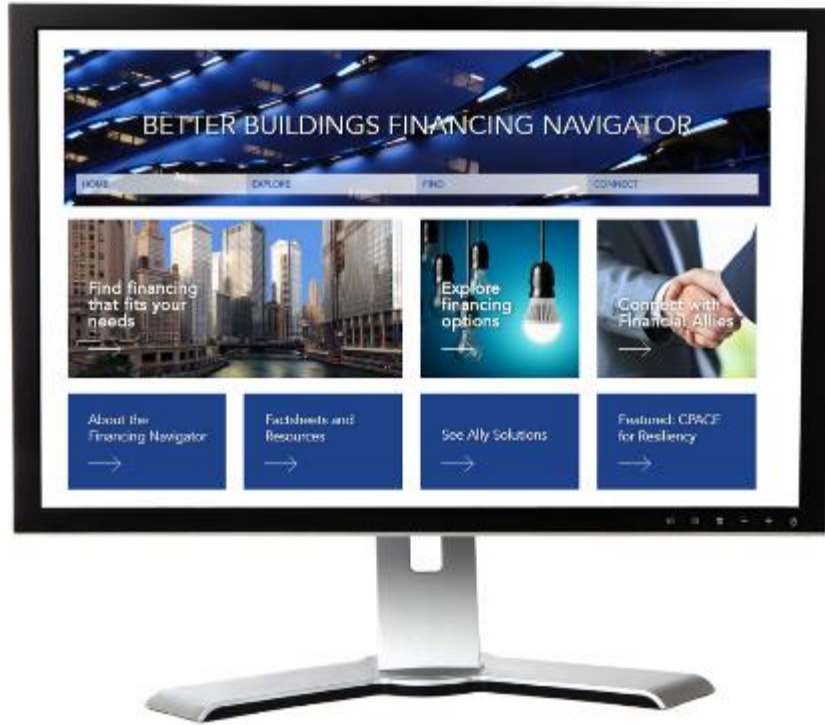 BETTER BUILDINGS FINANCING NAVIGATOR
HOME EXPLORE FIND CONNECT
Find financing
that fits your
needs
Explore
financing
options
Connect with
Financial Allies
About the
Financing Navigator
Factsheets and
Resources
See Ally Solutions
Featured: CPACE
for Resiliency